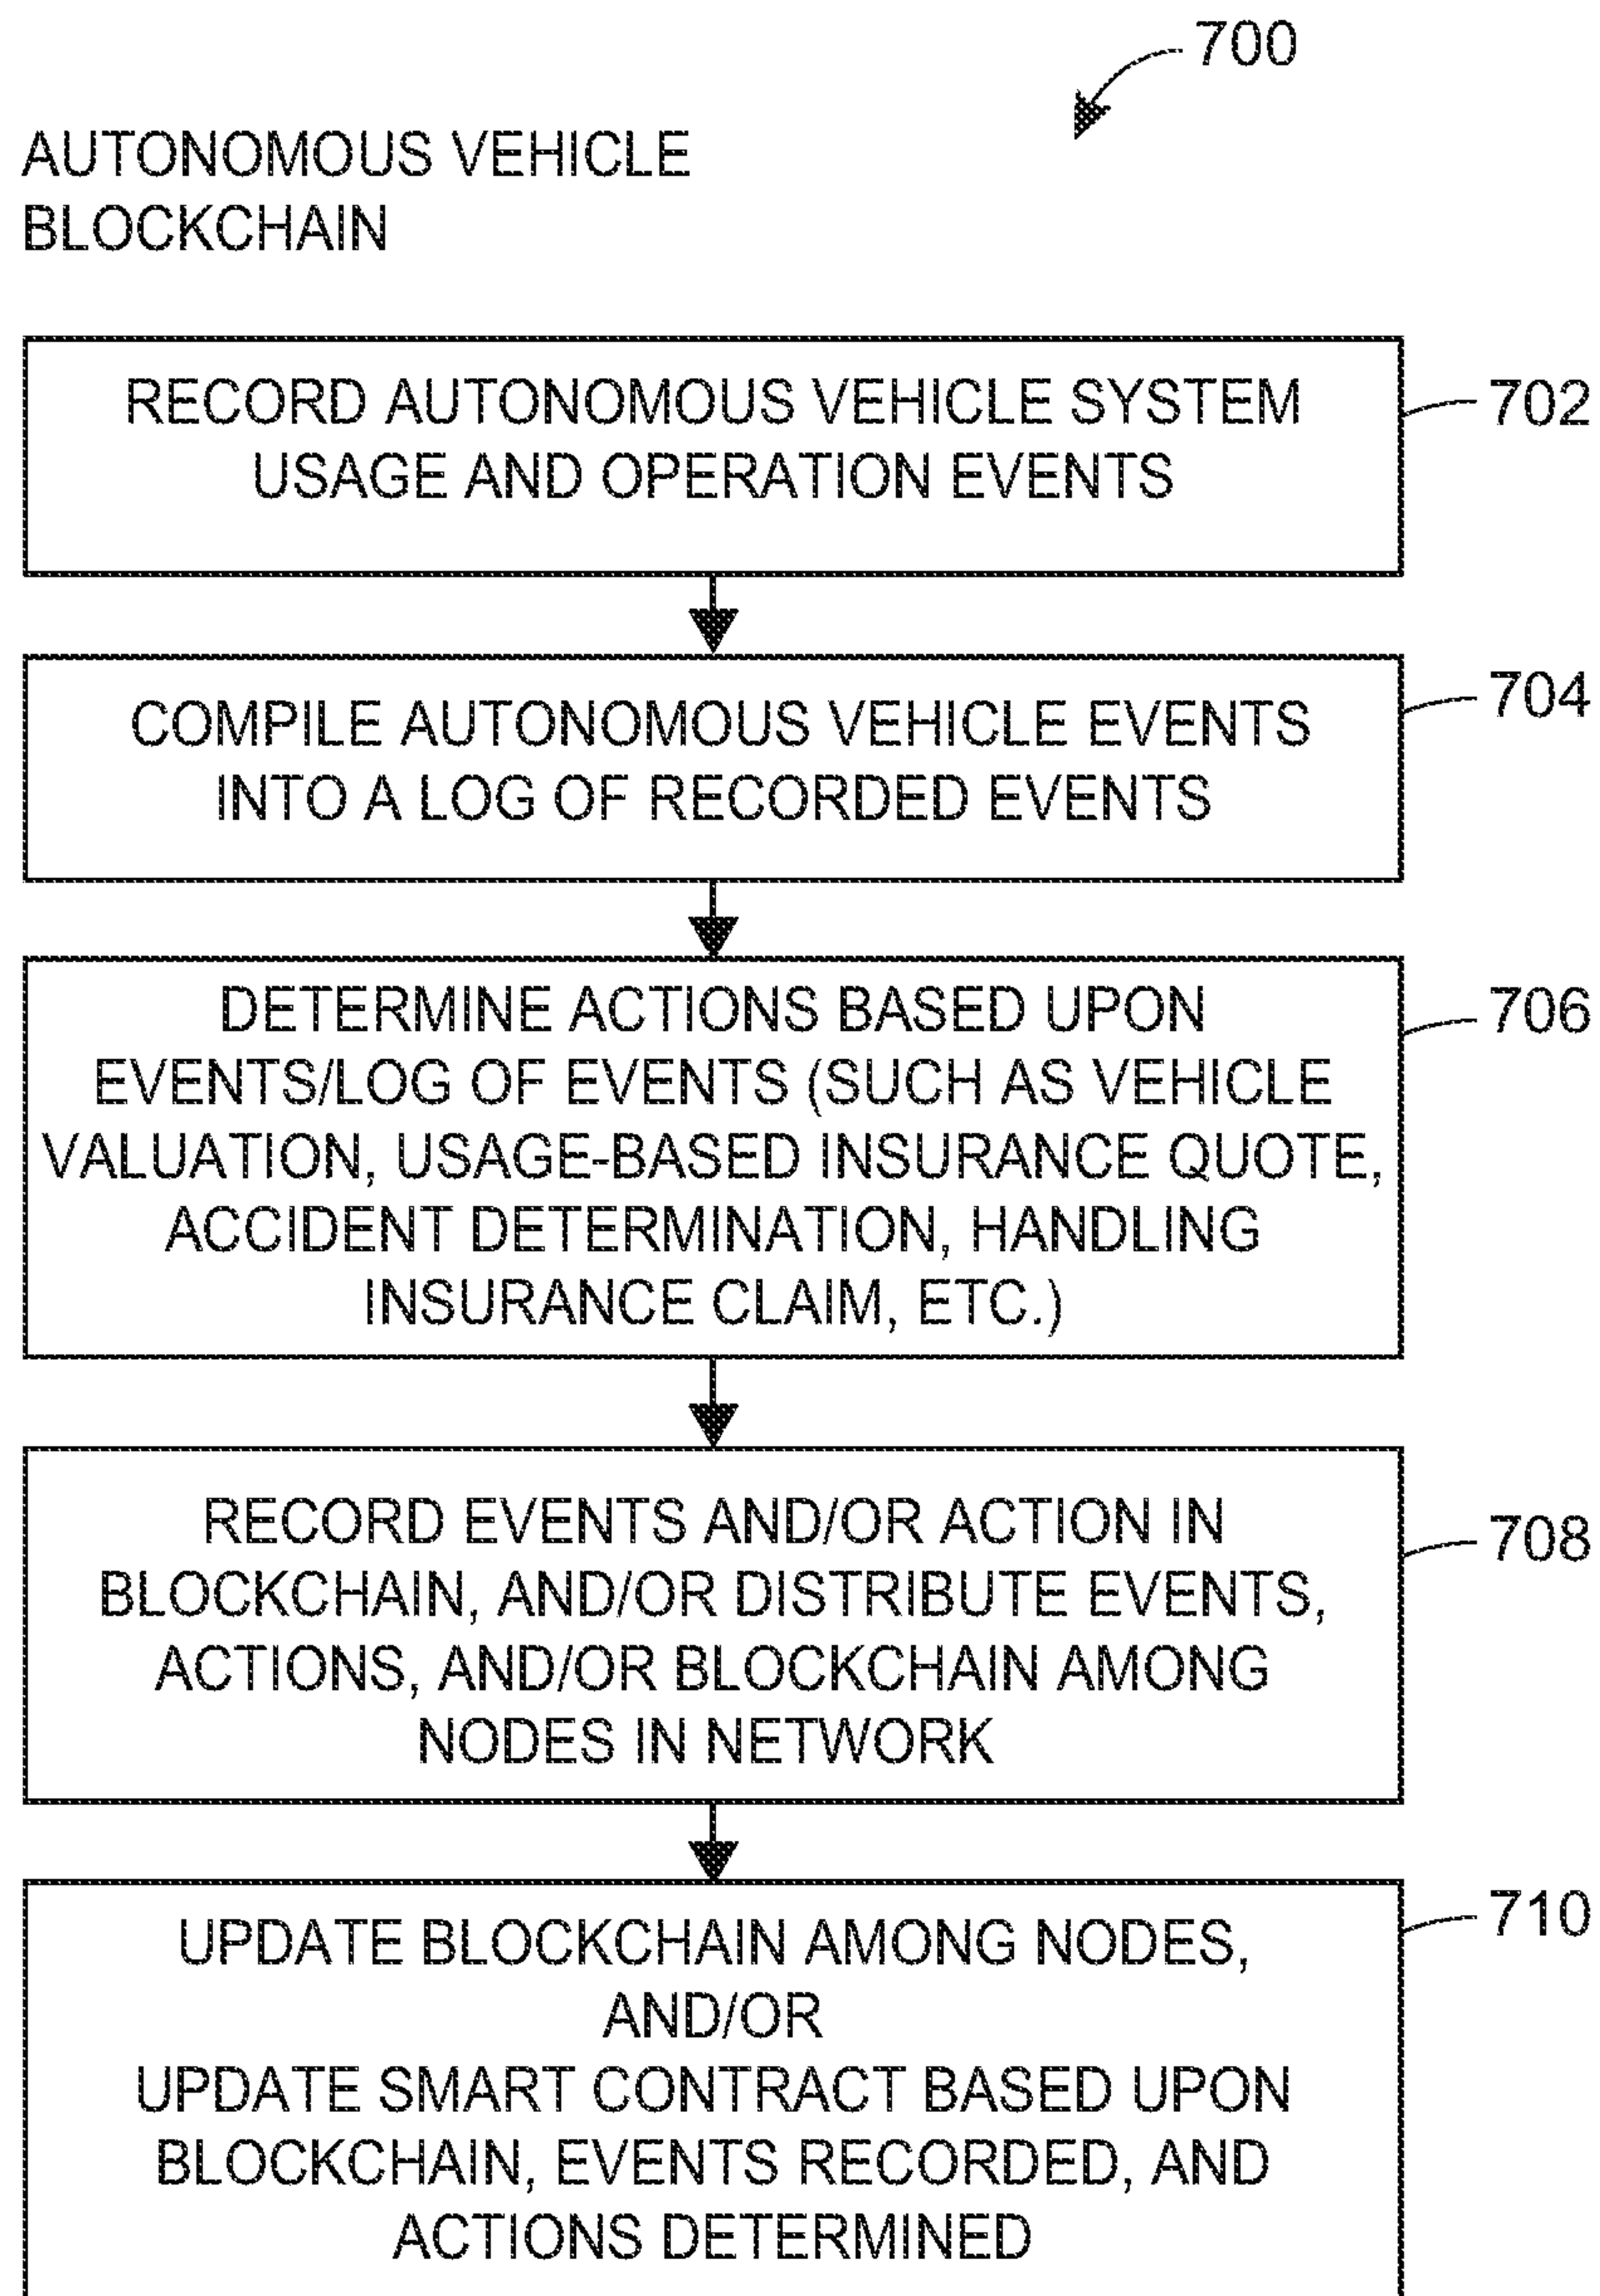 700
AUTONOMOUS VEHICLE
BLOCKCHAIN
RECORD AUTONOMOUS VEHICLE SYSTEM
USAGE AND OPERATION EVENTS
702
COMPILE AUTONOMOUS VEHICLE EVENTS
INTO A LOG OF RECORDED EVENTS
704
DETERMINE ACTIONS BASED UPON
EVENTS/LOG OF EVENTS (SUCH AS VEHICLE
VALUATION, USAGE-BASED INSURANCE QUOTE,
ACCIDENT DETERMINATION, HANDLING
INSURANCE CLAIM, ETC.)
706
RECORD EVENTS AND/OR ACTION IN
BLOCKCHAIN, AND/OR DISTRIBUTE EVENTS,
ACTIONS, AND/OR BLOCKCHAIN AMONG
NODES IN NETWORK
708
UPDATE BLOCKCHAIN AMONG NODES,
AND/OR
UPDATE SMART CONTRACT BASED UPON
BLOCKCHAIN, EVENTS RECORDED, AND
ACTIONS DETERMINED
710